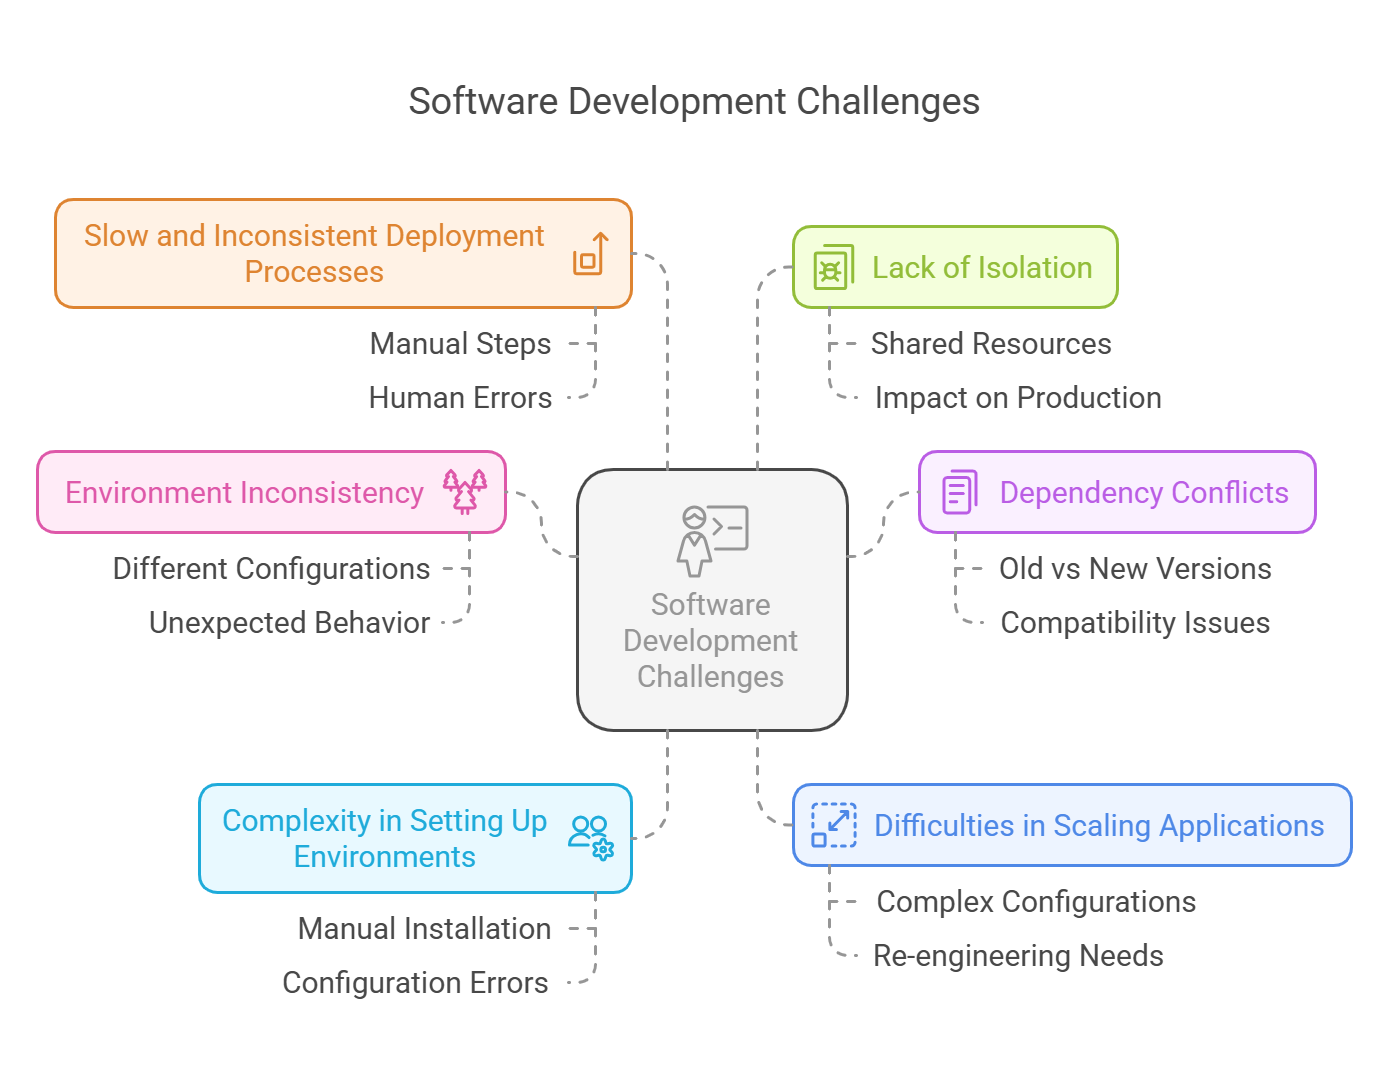 Software Development Challenges
Slow and Inconsistent Deployment
Processes
Manual Steps
Human Errors
Lack of Isolation
Shared Resources
Impact on Production
Environment Inconsistency
Different Configurations
Unexpected Behavior
Software
Development
Challenges
Dependency Conflicts
Old vs New Versions
Compatibility Issues
Complexity in Setting Up
Environments
Manual Installation
Configuration Errors
Difficulties in Scaling Applications
Complex Configurations
Re-engineering Needs